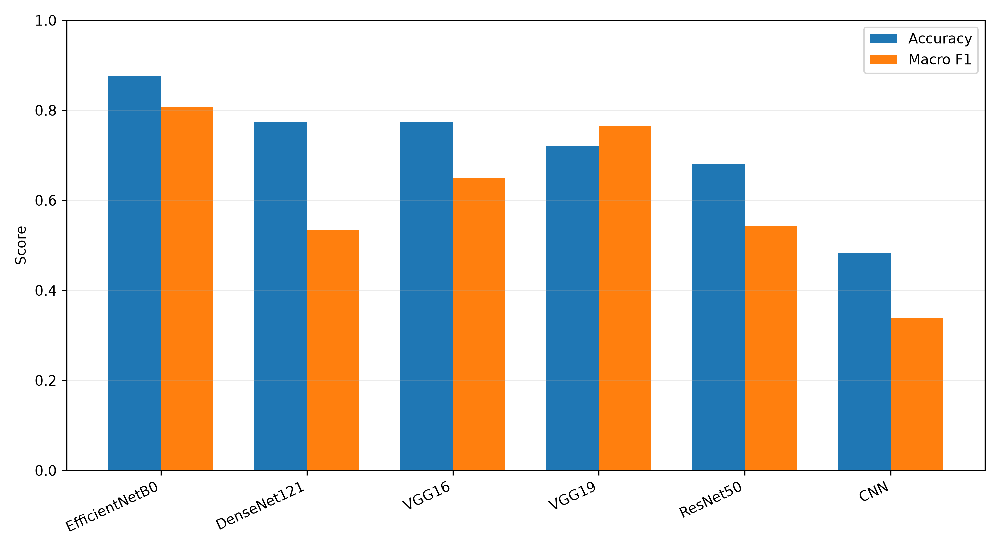 Accuracy
Macro F1
Score
1.0
0.8
0.6
0.4
0.2
0.0
EfficientNetB0
DenseNet121
VGG16
VGG19
ResNet50
CNN